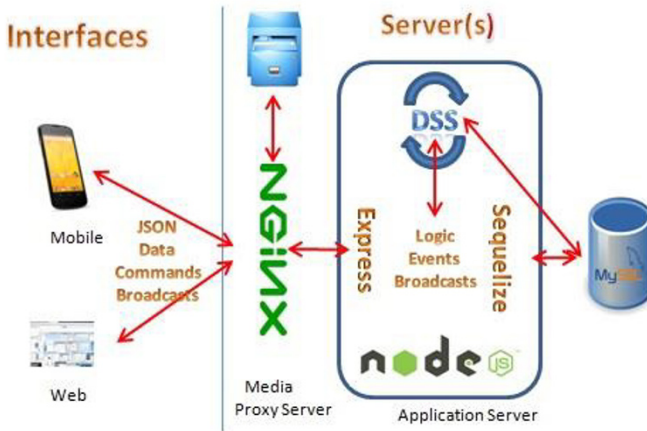 Interfaces
Server(s)
DSS
NGiNX
Mobile
JSON
Data
Commands
Broadcasts
Express
Logic
Events
Broadcasts
Sequelize
MySQL
node
JS
Web
Media
Proxy Server
Application Server